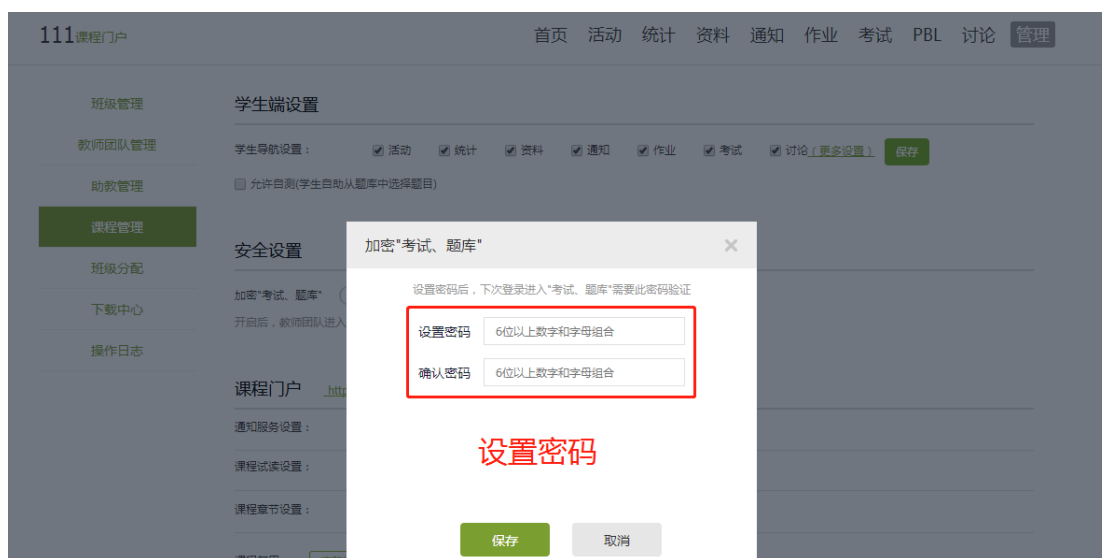 111课程门户 首页 活动 统计 资料 通知 作业 考试 PBL 讨论 管理
班级管理
教师团队管理
助教管理
课程管理
班级分配
下载中心
操作日志
学生端设置
学生导航设置： 活动 统计 资料 通知 作业 考试 讨论(更多设置) 保存
允许自测(学生自助从题库中选择题目)
安全设置
加密"考试、题库"
开启后，教师团队进入
课程门户 http
通知服务设置：
课程试读设置：
课程章节设置：
加密"考试、题库" ×
设置密码后，下次登录进入"考试、题库"需要此密码验证
设置密码 6位以上数字和字母组合
确认密码 6位以上数字和字母组合
设置密码
保存 取消